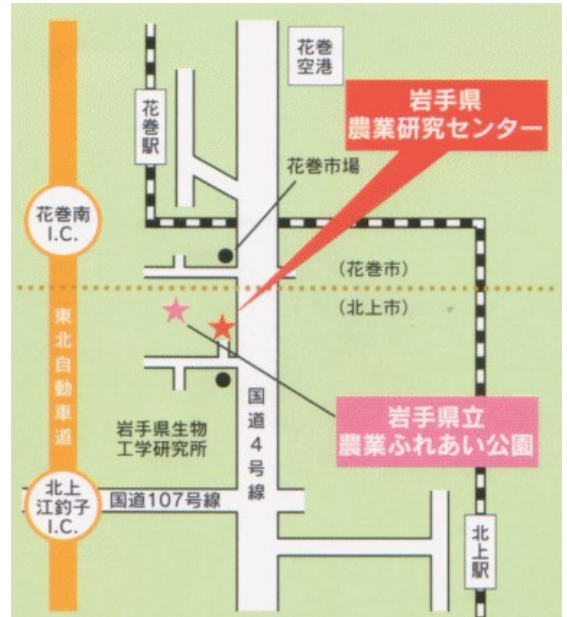 花巻
空港
岩手県
農業研究センター
花巻駅
花巻市場
花巻南
I.C.
(花巻市)
(北上市)
東北自動車道
岩手県立
農業ふれあい公園
岩手県生物
工学研究所
国道4号線
北上
江釣子
I.C.
国道107号線
北上駅